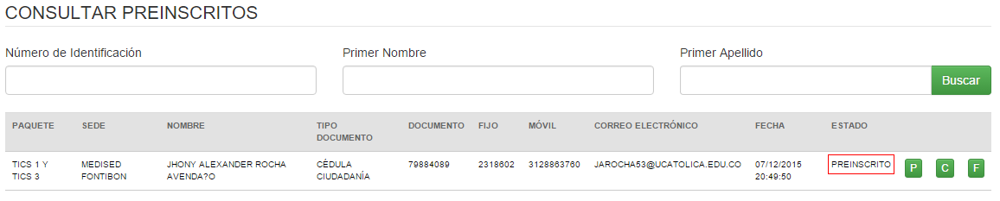 CONSULTAR PREINSCRITOS
Número de Identificación Primer Nombre Primer Apellido
Buscar
PAQUETE SEDE NOMBRE TIPO DOCUMENTO DOCUMENTO FIJO MÓVIL CORREO ELECTRÓNICO FECHA ESTADO
TICS 1 Y MEDISED JHONY ALEXANDER ROCHA CÉDULA 79884089 2318602 3128863760 JAROCHA53@UCATOLICA.EDU.CO 07/12/2015 PREINSCRITO P C F
TICS 3 FONTIBON AVENDA?O CIUDADANÍA 20:49:50